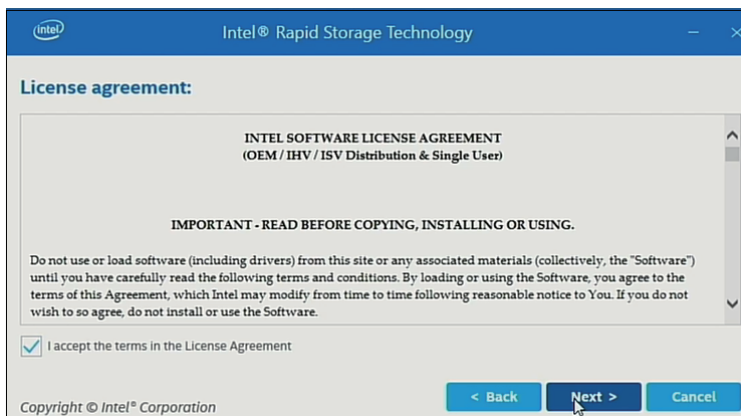 intel
Intel® Rapid Storage Technology
License agreement:
INTEL SOFTWARE LICENSE AGREEMENT
(OEM / IHV / ISV Distribution & Single User)
IMPORTANT - READ BEFORE COPYING, INSTALLING OR USING.
Do not use or load software (including drivers) from this site or any associated materials (collectively, the "Software")
until you have carefully read the following terms and conditions. By loading or using the Software, you agree to the
terms of this Agreement, which Intel may modify from time to time following reasonable notice to You. If you do not
wish to so agree, do not install or use the Software.
I accept the terms in the License Agreement
< Back
Next >
Cancel
Copyright © Intel® Corporation